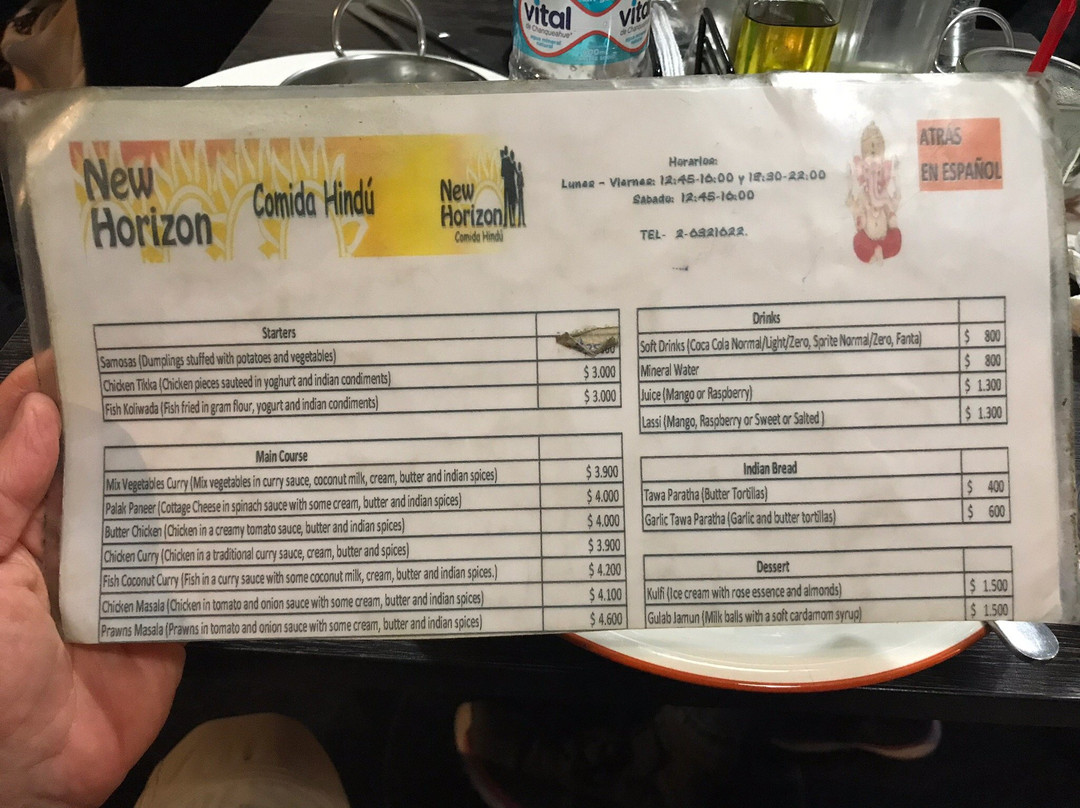 vital
de Chanqueahue
agua mineral
natural
vital
de Chanqueahue
New
Horizon
Comida Hindú
New
Horizon
Comida Hindú
Horarios:
Lunes - Viernes: 12:45-16:00 y 18:30-22:00
Sábado: 12:45-16:00
TEL- 2-6321622.
ATRÁS
EN ESPAÑOL
Starters
Samosas (Dumplings stuffed with potatoes and vegetables)
Chicken Tikka (Chicken pieces sauteed in yoghurt and indian condiments) $ 3.000
Fish Koliwada (Fish fried in gram flour, yogurt and indian condiments) $ 3.000
Main Course
Mix Vegetables Curry (Mix vegetables in curry sauce, coconut milk, cream, butter and indian spices) $ 3.900
Palak Paneer (Cottage Cheese in spinach sauce with some cream, butter and indian spices) $ 4.000
Butter Chicken (Chicken in a creamy tomato sauce, butter and indian spices) $ 4.000
Chicken Curry (Chicken in a traditional curry sauce, cream, butter and spices) $ 3.900
Fish Coconut Curry (Fish in a curry sauce with some coconut milk, cream, butter and indian spices.) $ 4.200
Chicken Masala (Chicken in tomato and onion sauce with some cream, butter and indian spices) $ 4.100
Prawns Masala (Prawns in tomato and onion sauce with some cream, butter and indian spices) $ 4.600
Drinks
Soft Drinks (Coca Cola Normal/Light/Zero, Sprite Normal/Zero, Fanta) $ 800
Mineral Water $ 800
Juice (Mango or Raspberry) $ 1.300
Lassi (Mango, Raspberry or Sweet or Salted ) $ 1.300
Indian Bread
Tawa Paratha (Butter Tortillas) $ 400
Garlic Tawa Paratha (Garlic and butter tortillas) $ 600
Dessert
Kulfi (Ice cream with rose essence and almonds) $ 1.500
Gulab Jamun (Milk balls with a soft cardamom syrup) $ 1.500